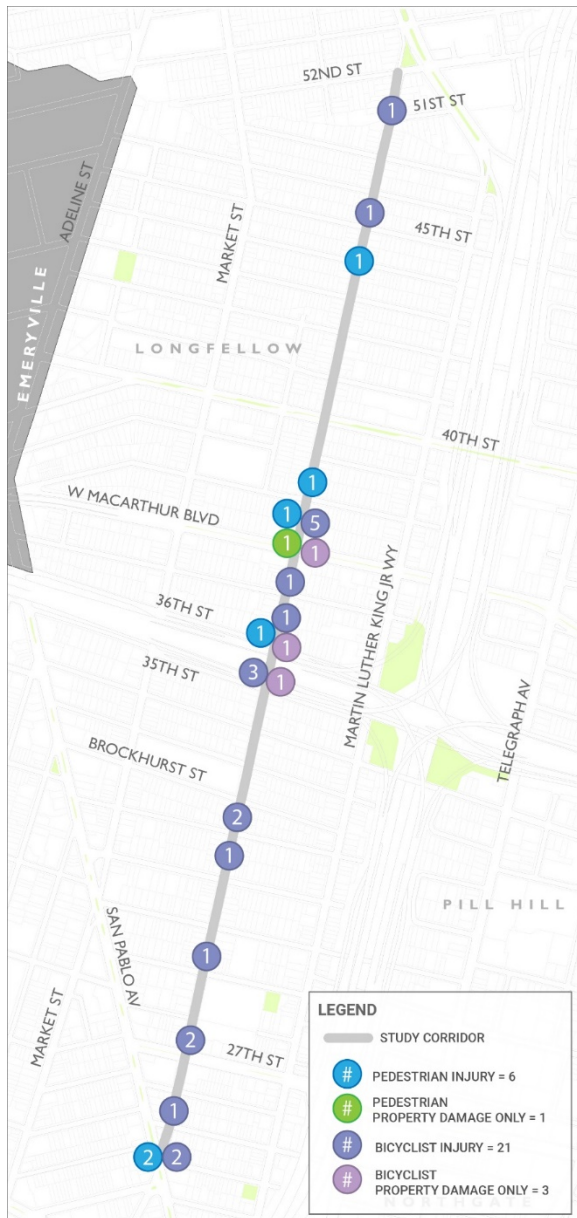 52ND ST
1
51ST ST
ADELINE ST
MARKET ST
1
45TH ST
1
EMERYVILLE
LONGFELLOW
40TH ST
1
W MACARTHUR BLVD
1
5
1
1
1
36TH ST
1
1
1
35TH ST
3
1
MARTIN LUTHER KING JR WY
TELEGRAPH AV
BROCKHURST ST
2
1
PILL HILL
SAN PABLO AV
1
MARKET ST
2
27TH ST
1
2
2
LEGEND
STUDY CORRIDOR
# PEDESTRIAN INJURY = 6
# PEDESTRIAN
PROPERTY DAMAGE ONLY = 1
# BICYCLIST INJURY = 21
# BICYCLIST
PROPERTY DAMAGE ONLY = 3
NORTHGATE